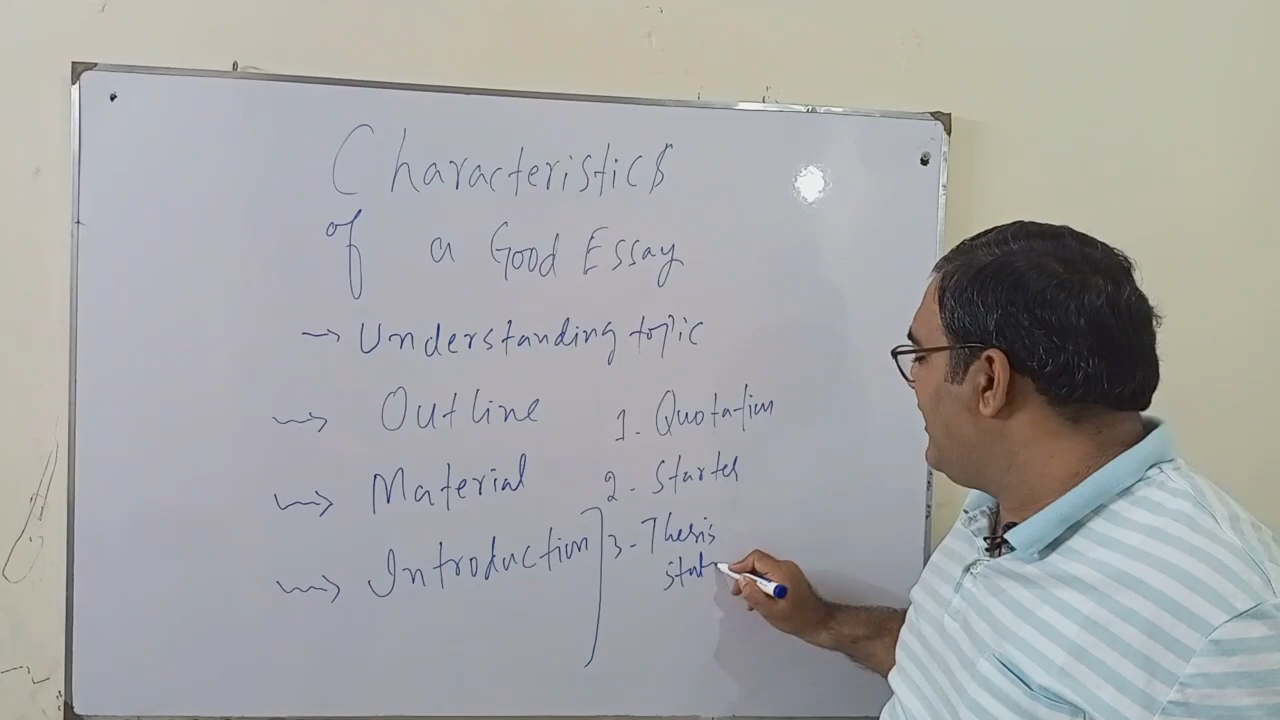 Characteristics
of a Good Essay
→ Understanding topic
→ Outline
1. Quotation
→ Material
2. Starter
→ Introduction
3. Thesis
stat